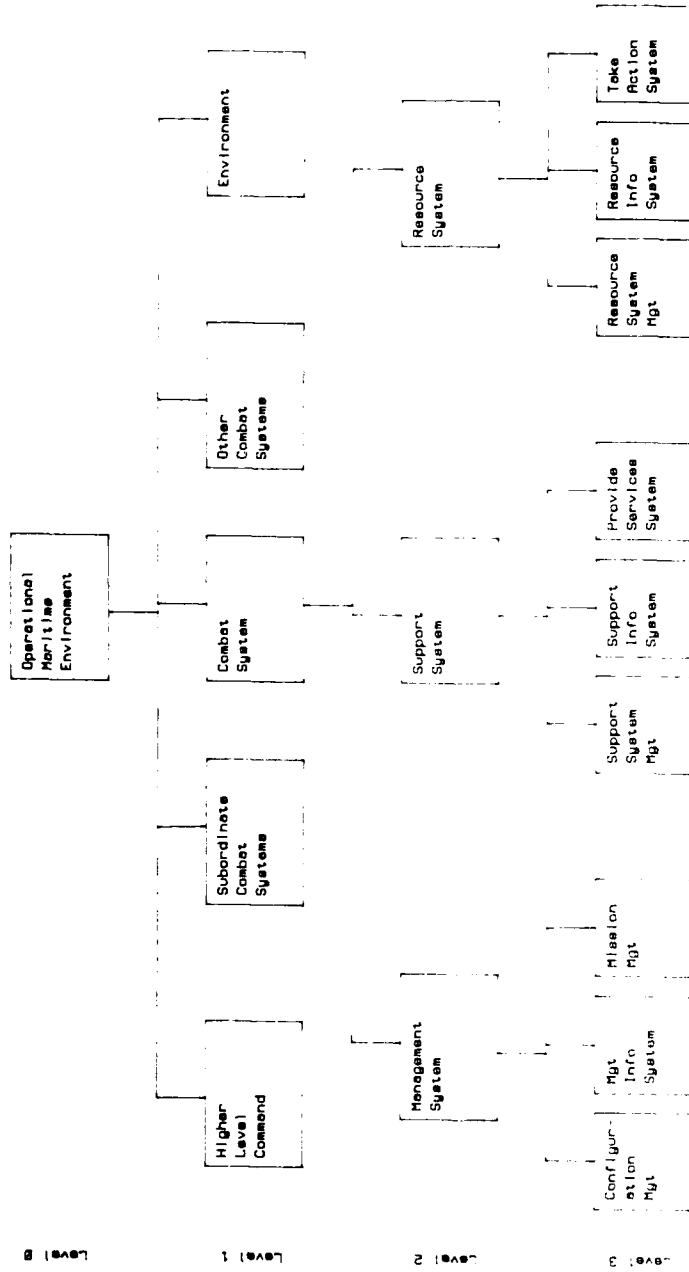 Operational
Maritime
Environment
Higher
Level
Command
Subordinate
Combat
Systems
Combat
System
Other
Combat
Systems
Environment
Management
System
Support
System
Resource
System
Configur-
ation
Mgt
Mgt
Info
System
Mission
Mgt
Support
System
Mgt
Support
Info
System
Provide
Services
System
Resource
System
Mgt
Resource
Info
System
Take
Action
System
Level 0
Level 1
Level 2
Level 3